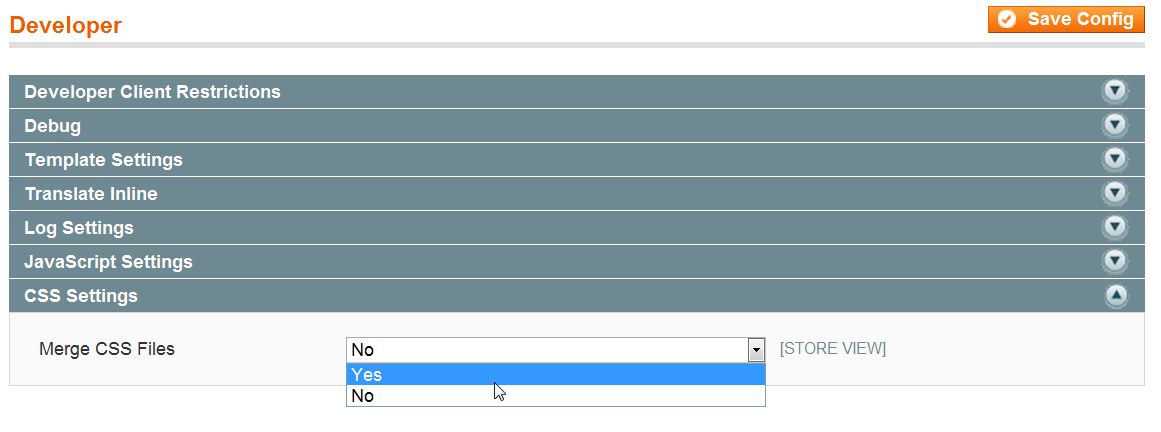 Developer
Save Config
Developer Client Restrictions
Debug
Template Settings
Translate Inline
Log Settings
JavaScript Settings
CSS Settings
Merge CSS Files No [STORE VIEW]
Yes
No